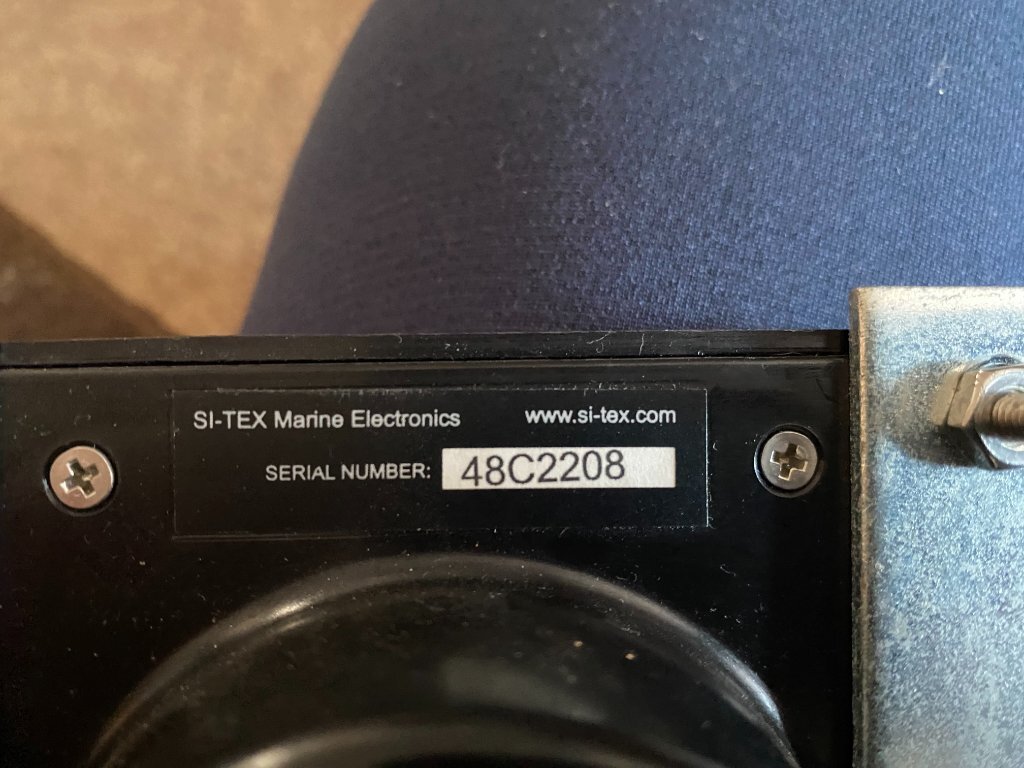 SI-TEX Marine Electronics www.si-tex.com
SERIAL NUMBER: 48C2208